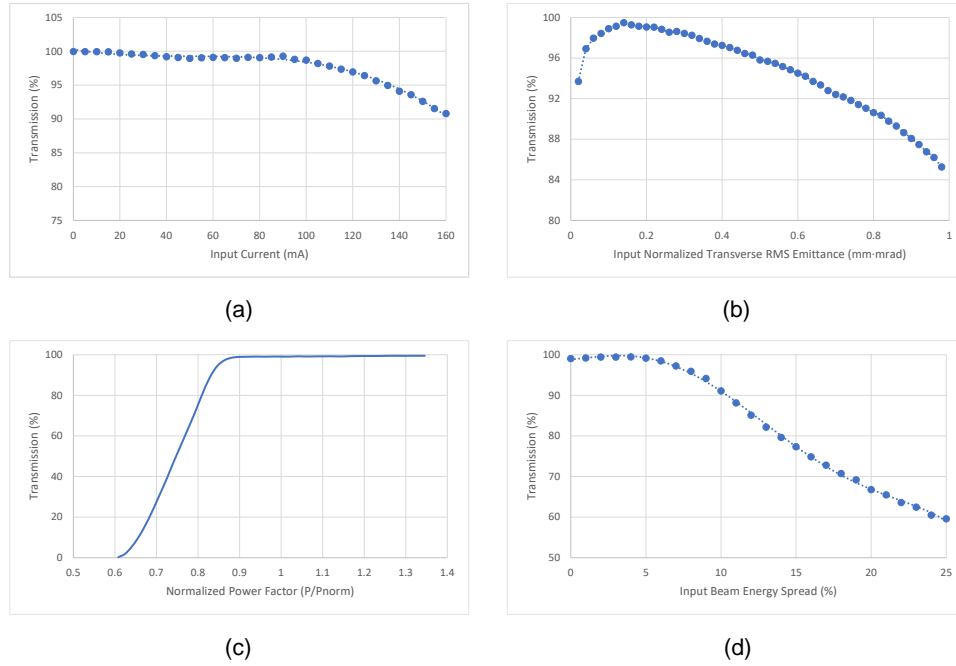 105
100
95
90
85
80
75
0 20 40 60 80 100 120 140 160
Transmission (%)
Input Current (mA)
(a)
100
96
92
88
84
80
0 0.2 0.4 0.6 0.8 1
Transmission (%)
Input Normalized Transverse RMS Emittance (mm·mrad)
(b)
100
80
60
40
20
0
0.5 0.6 0.7 0.8 0.9 1 1.1 1.2 1.3 1.4
Transmission (%)
Normalized Power Factor (P/Pnorm)
(c)
100
90
80
70
60
50
0 5 10 15 20 25
Transmission (%)
Input Beam Energy Spread (%)
(d)